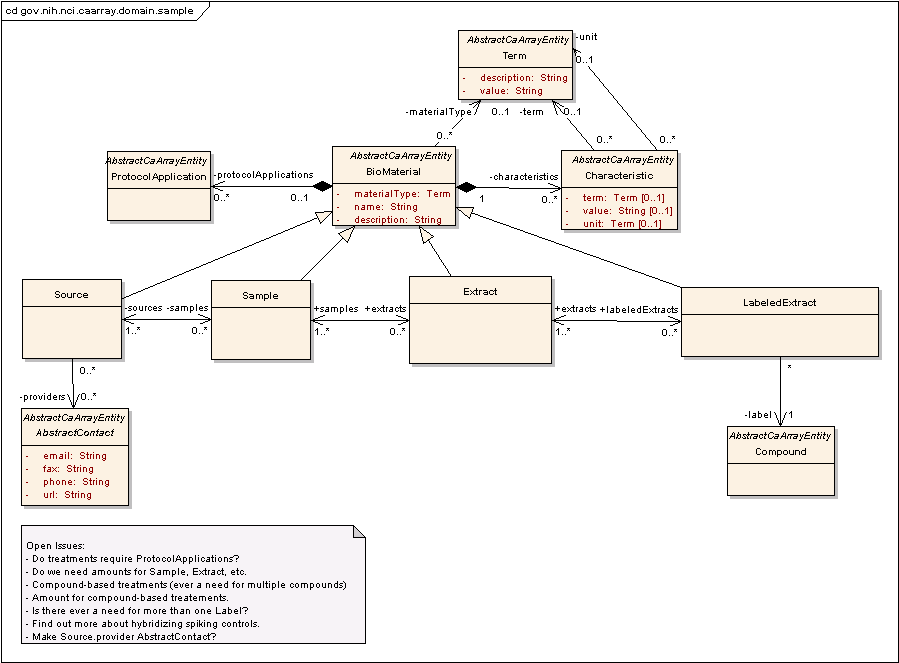 cd gov.nih.nci.caarray.domain.sample
AbstractCaArrayEntity
Term
- description: String
- value: String
-unit
0..1
-materialType
0..1
-term
0..1
0..*
0..*
0..*
AbstractCaArrayEntity
ProtocolApplication
-protocolApplications
0..*
0..1
AbstractCaArrayEntity
BioMaterial
- materialType: Term
- name: String
- description: String
-characteristics
1
0..*
AbstractCaArrayEntity
Characteristic
- term: Term [0..1]
- value: String [0..1]
- unit: Term [0..1]
Source
-sources -samples
1..*
0..*
Sample
+samples +extracts
1..*
0..*
Extract
+extracts +labeledExtracts
1..*
0..*
LabeledExtract
0..*
-providers
0..*
*
-label
1
AbstractCaArrayEntity
AbstractContact
- email: String
- fax: String
- phone: String
- url: String
AbstractCaArrayEntity
Compound
Open Issues:
- Do treatments require ProtocolApplications?
- Do we need amounts for Sample, Extract, etc.
- Compound-based treatments (ever a need for multiple compounds)
- Amount for compound-based treatements.
- Is there ever a need for more than one Label?
- Find out more about hybridizing spiking controls.
- Make Source.provider AbstractContact?